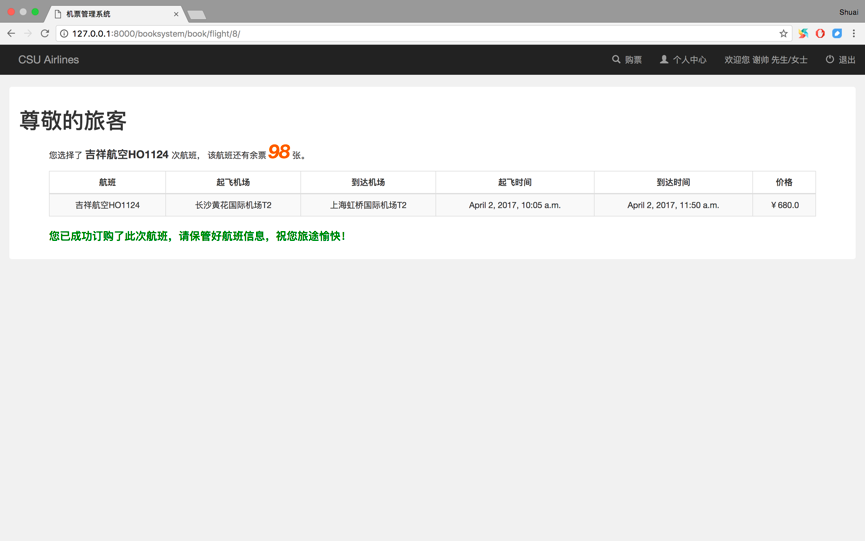 机票管理系统
Shuai
127.0.0.1:8000/booksystem/book/flight/8/
CSU Airlines 购票 个人中心 欢迎您 谢帅 先生/女士 退出
尊敬的旅客
您选择了 吉祥航空HO1124 次航班， 该航班还有余票 98 张。
航班 起飞机场 到达机场 起飞时间 到达时间 价格
吉祥航空HO1124 长沙黄花国际机场T2 上海虹桥国际机场T2 April 2, 2017, 10:05 a.m. April 2, 2017, 11:50 a.m. ¥ 680.0
您已成功订购了此次航班，请保管好航班信息，祝您旅途愉快！